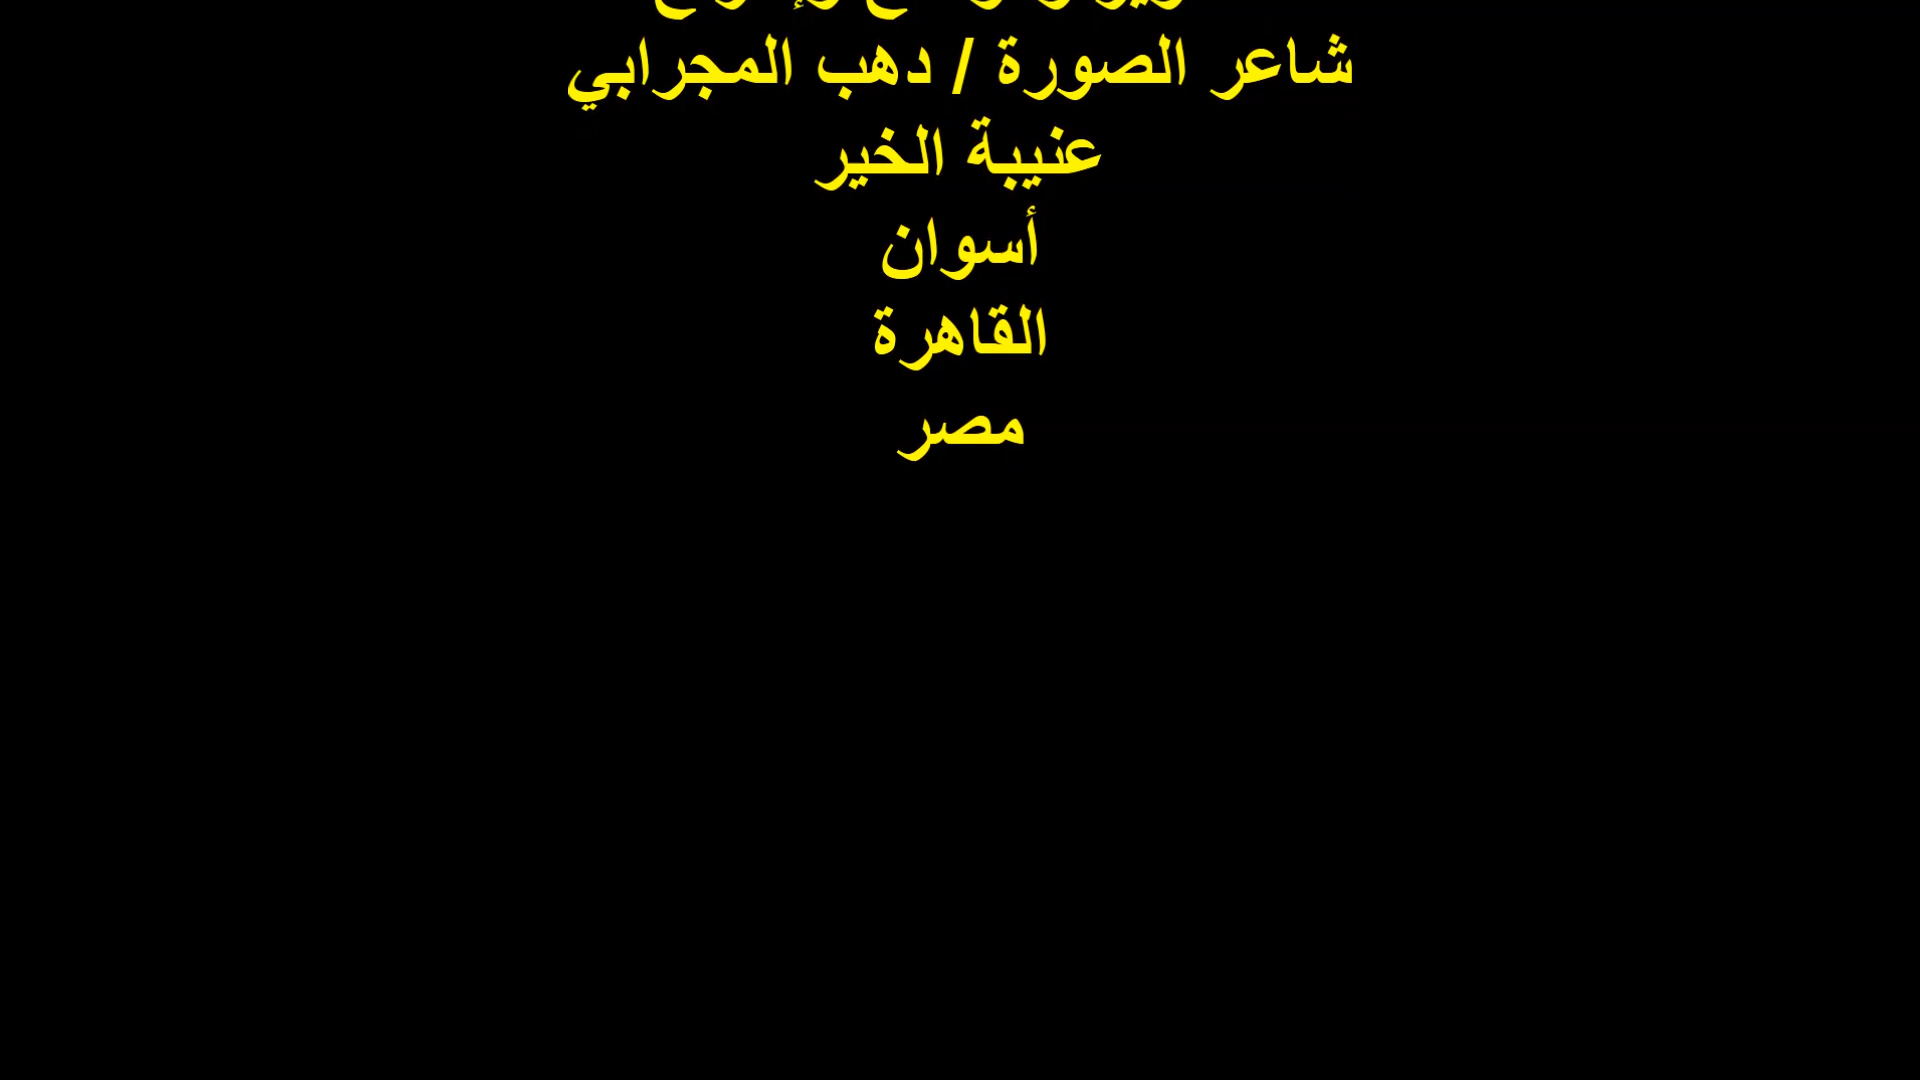 شاعر الصورة / دهب المجرابي
عنيبة الخير
أسوان
القاهرة
مصر